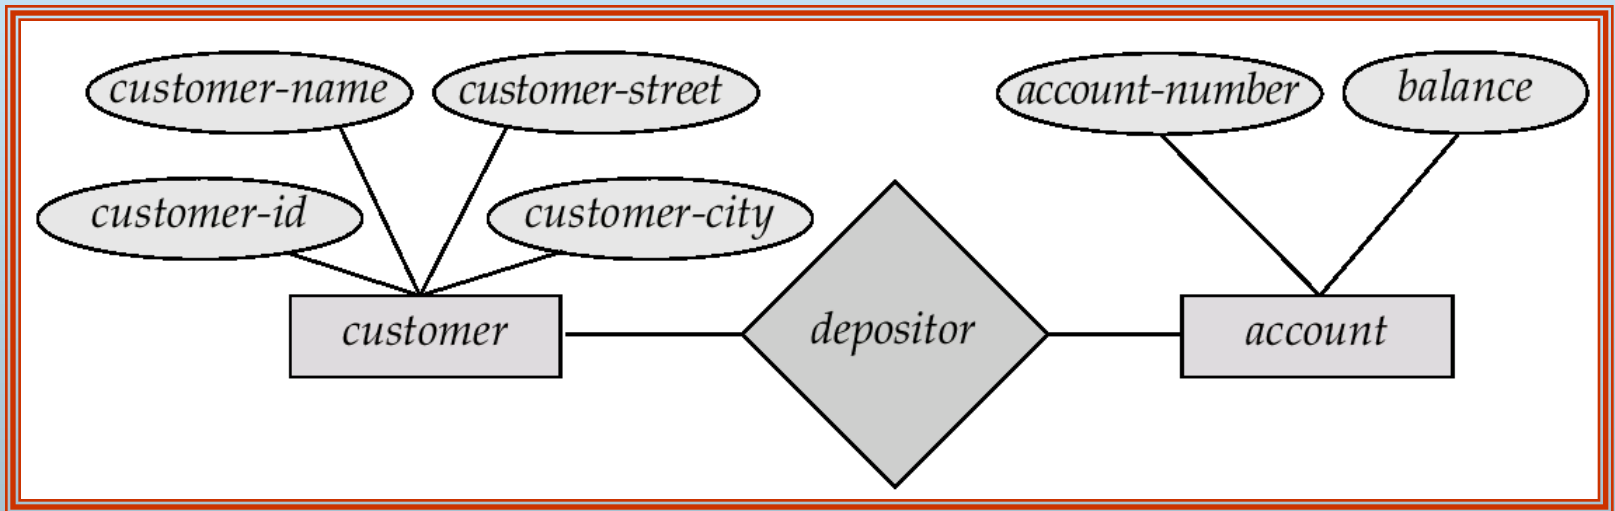 customer-name
customer-street
customer-id
customer-city
customer
depositor
account-number
balance
account